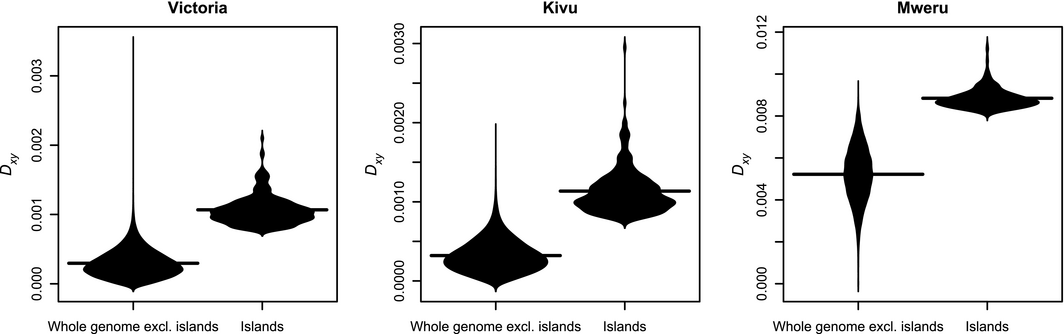 Victoria
Dxy
0.003
0.002
0.001
0.000
Whole genome excl. islands Islands
Kivu
Dxy
0.0030
0.0020
0.0010
0.0000
Whole genome excl. islands Islands
Mweru
Dxy
0.012
0.008
0.004
0.000
Whole genome excl. islands Islands